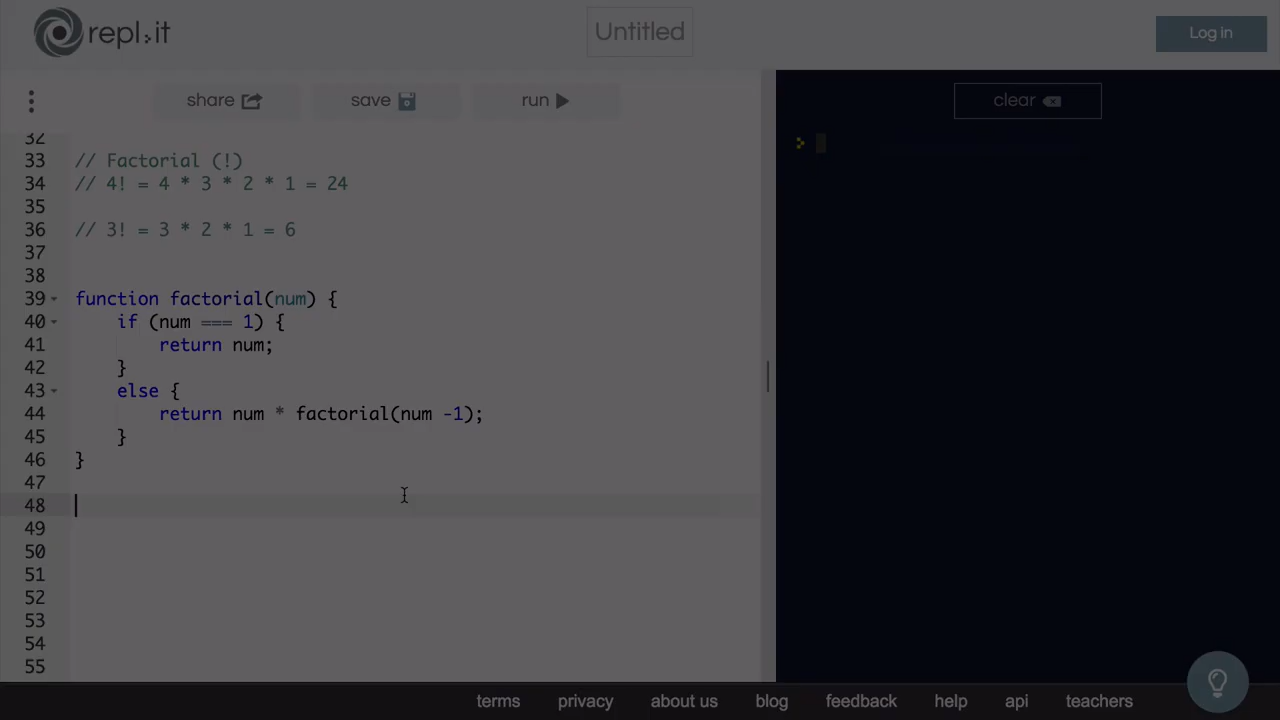 repl.it
Untitled
Log in
share
save
run
clear
32
33 // Factorial (!)
34 // 4! = 4 * 3 * 2 * 1 = 24
35
36 // 3! = 3 * 2 * 1 = 6
37
38
39 function factorial(num) {
40 if (num === 1) {
41 return num;
42 }
43 else {
44 return num * factorial(num -1);
45 }
46 }
47
48
49
50
51
52
53
54
55
terms privacy about us blog feedback help api teachers